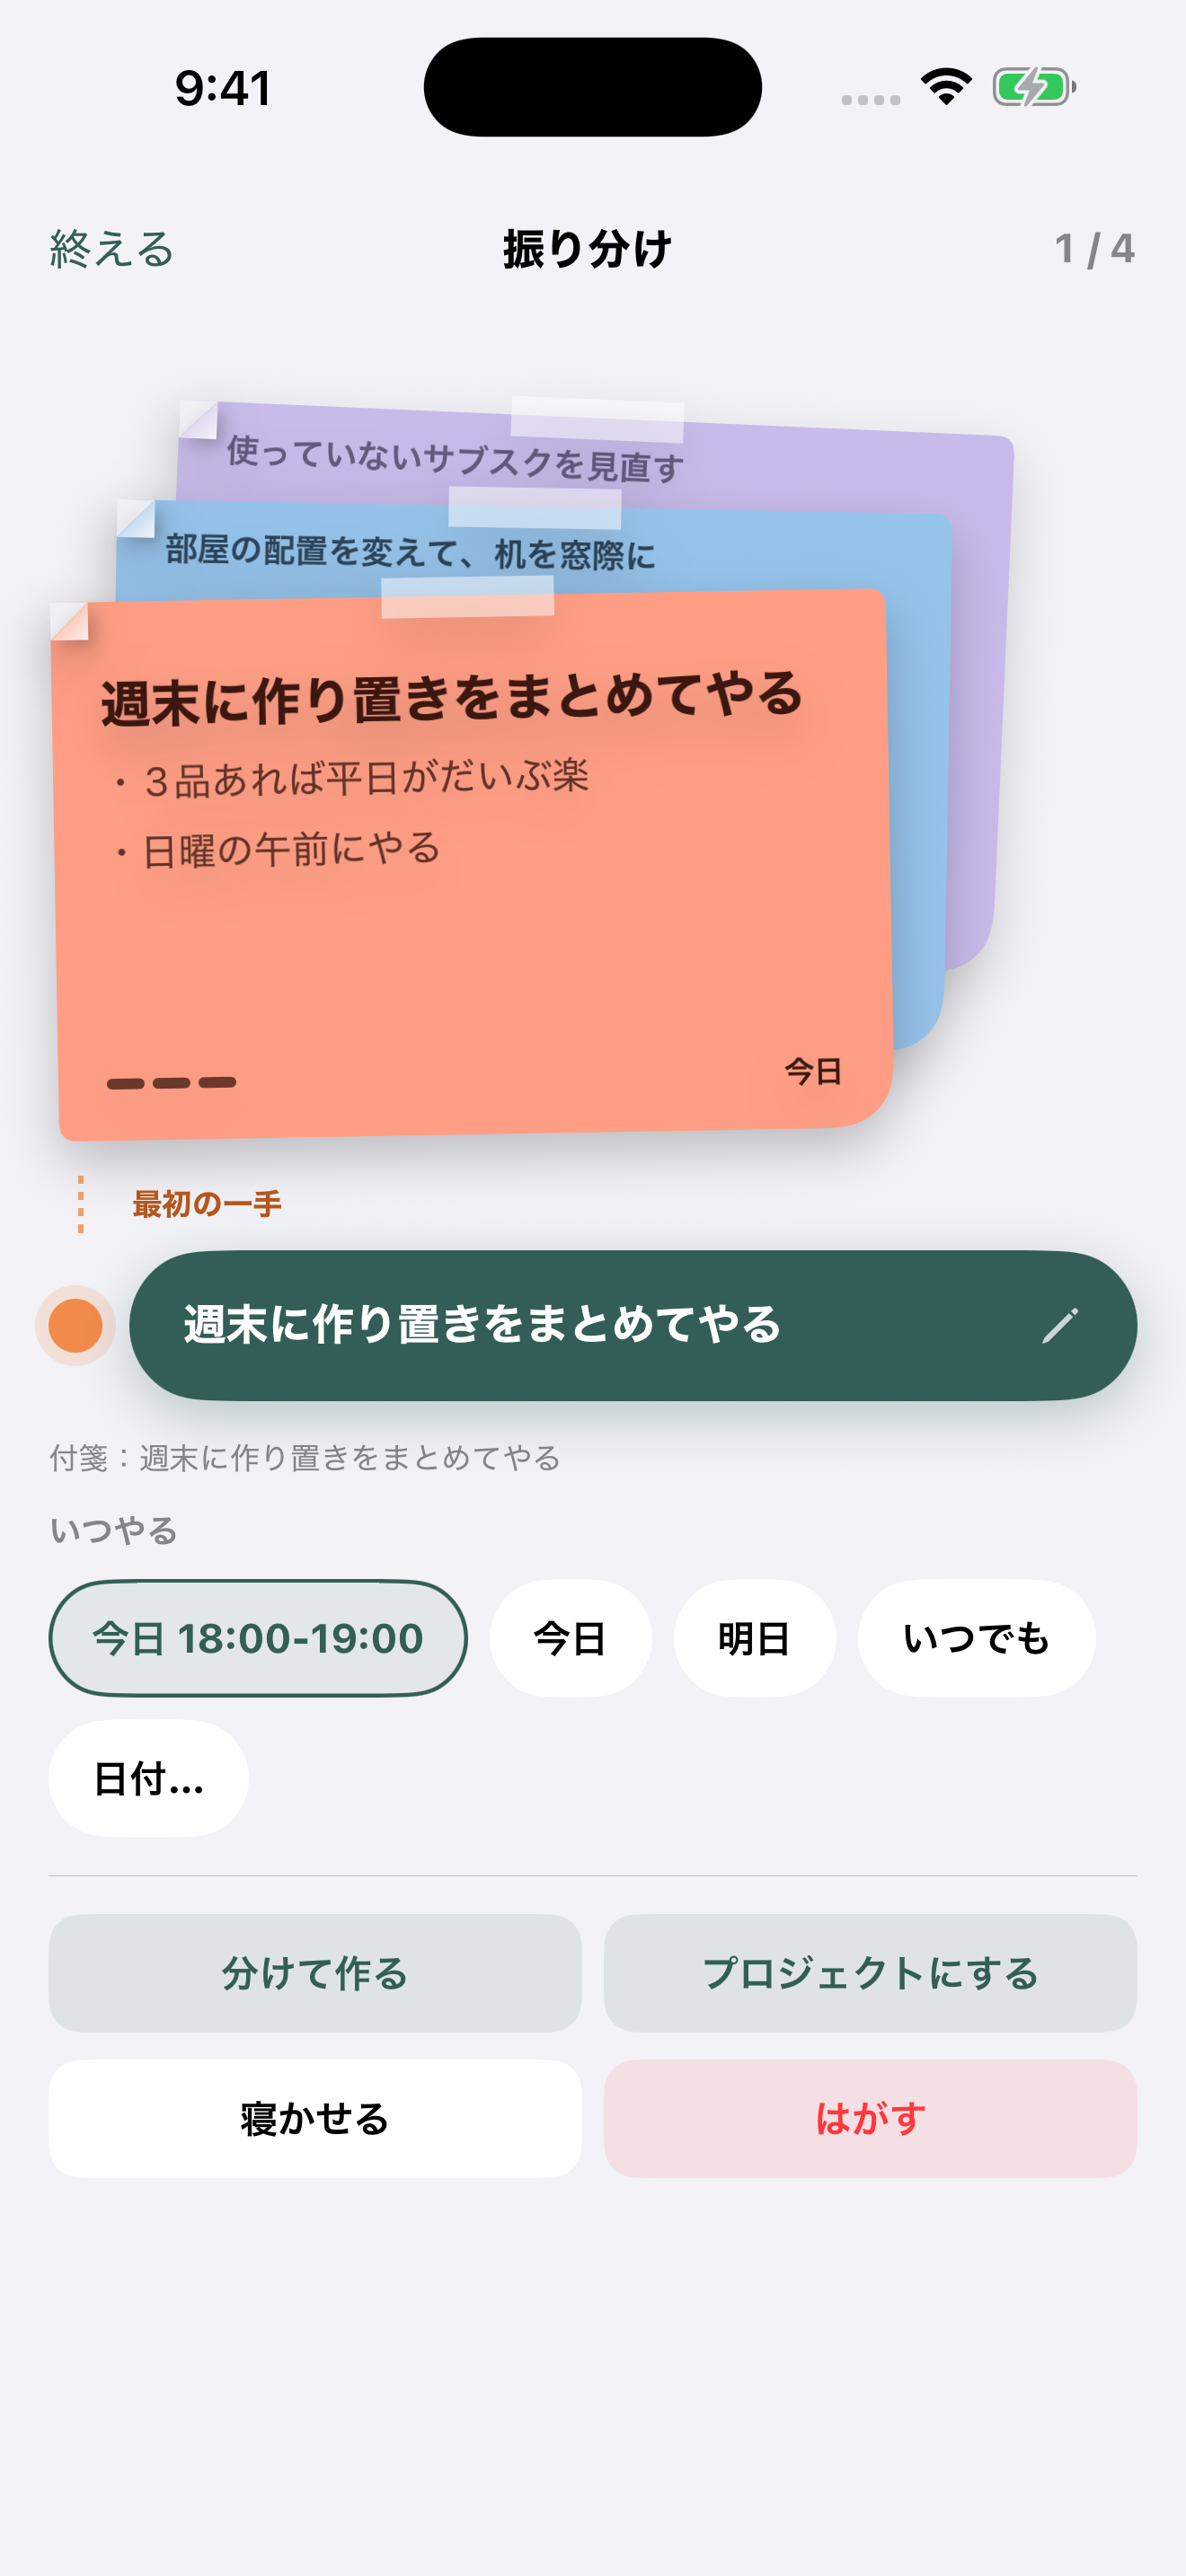 9:41
終える
振り分け
1 / 4
使っていないサブスクを見直す
部屋の配置を変えて、机を窓際に
週末に作り置きをまとめてやる
・3品あれば平日がだいぶ楽
・日曜の午前にやる
今日
最初の一手
週末に作り置きをまとめてやる
付箋：週末に作り置きをまとめてやる
いつやる
今日 18:00-19:00
今日
明日
いつでも
日付...
分けて作る
プロジェクトにする
寝かせる
はがす